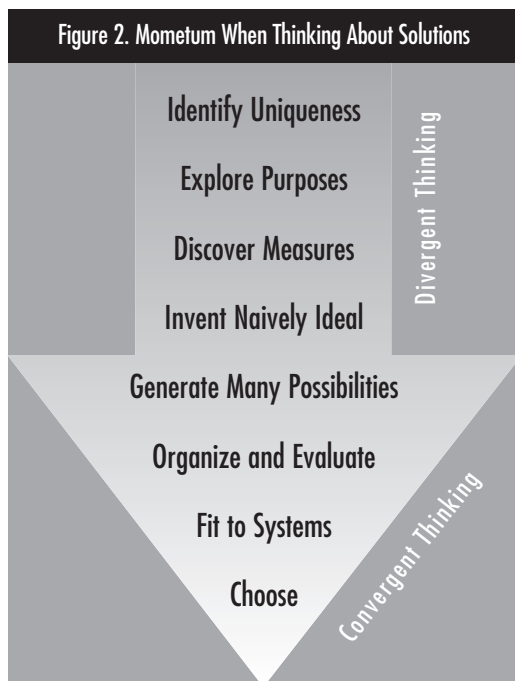 Figure 2. Mometum When Thinking About Solutions
Identify Uniqueness
Explore Purposes
Discover Measures
Invent Naively Ideal
Divergent Thinking
Generate Many Possibilities
Organize and Evaluate
Fit to Systems
Choose
Convergent Thinking